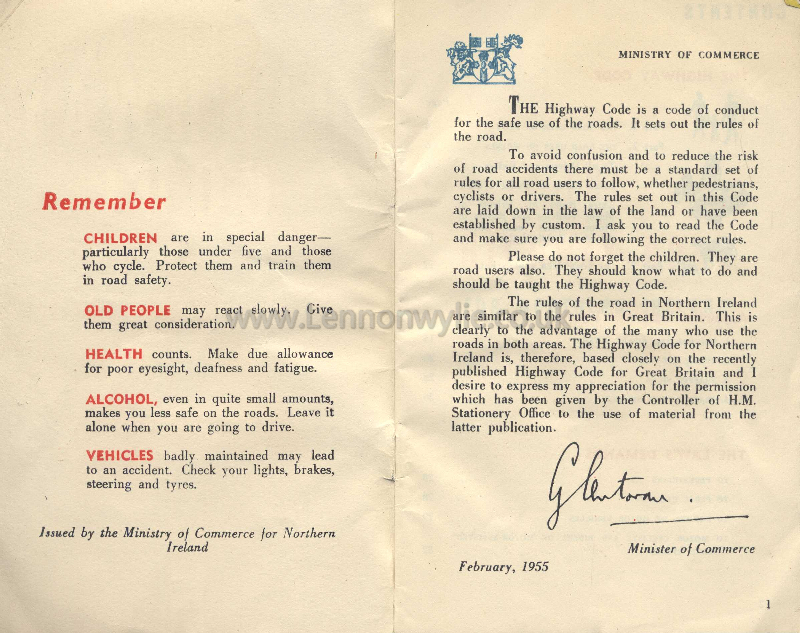 Remember
CHILDREN are in special danger—
particularly those under five and those
who cycle. Protect them and train them
in road safety.
OLD PEOPLE may react slowly. Give
them great consideration.
HEALTH counts. Make due allowance
for poor eyesight, deafness and fatigue.
ALCOHOL, even in quite small amounts,
makes you less safe on the roads. Leave it
alone when you are going to drive.
VEHICLES badly maintained may lead
to an accident. Check your lights, brakes,
steering and tyres.
Issued by the Ministry of Commerce for Northern
Ireland
MINISTRY OF COMMERCE
THE Highway Code is a code of conduct
for the safe use of the roads. It sets out the rules of
the road.
To avoid confusion and to reduce the risk
of road accidents there must be a standard set of
rules for all road users to follow, whether pedestrians,
cyclists or drivers. The rules set out in this Code
are laid down in the law of the land or have been
established by custom. I ask you to read the Code
and make sure you are following the correct rules.
Please do not forget the children. They are
road users also. They should know what to do and
should be taught the Highway Code.
The rules of the road in Northern Ireland
are similar to the rules in Great Britain. This is
clearly to the advantage of the many who use the
roads in both areas. The Highway Code for Northern
Ireland is, therefore, based closely on the recently
published Highway Code for Great Britain and I
desire to express my appreciation for the permission
which has been given by the Controller of H.M.
Stationery Office to the use of material from the
latter publication.
Glentoran.
Minister of Commerce
February, 1955
1
www.Lennonwylie.co.uk